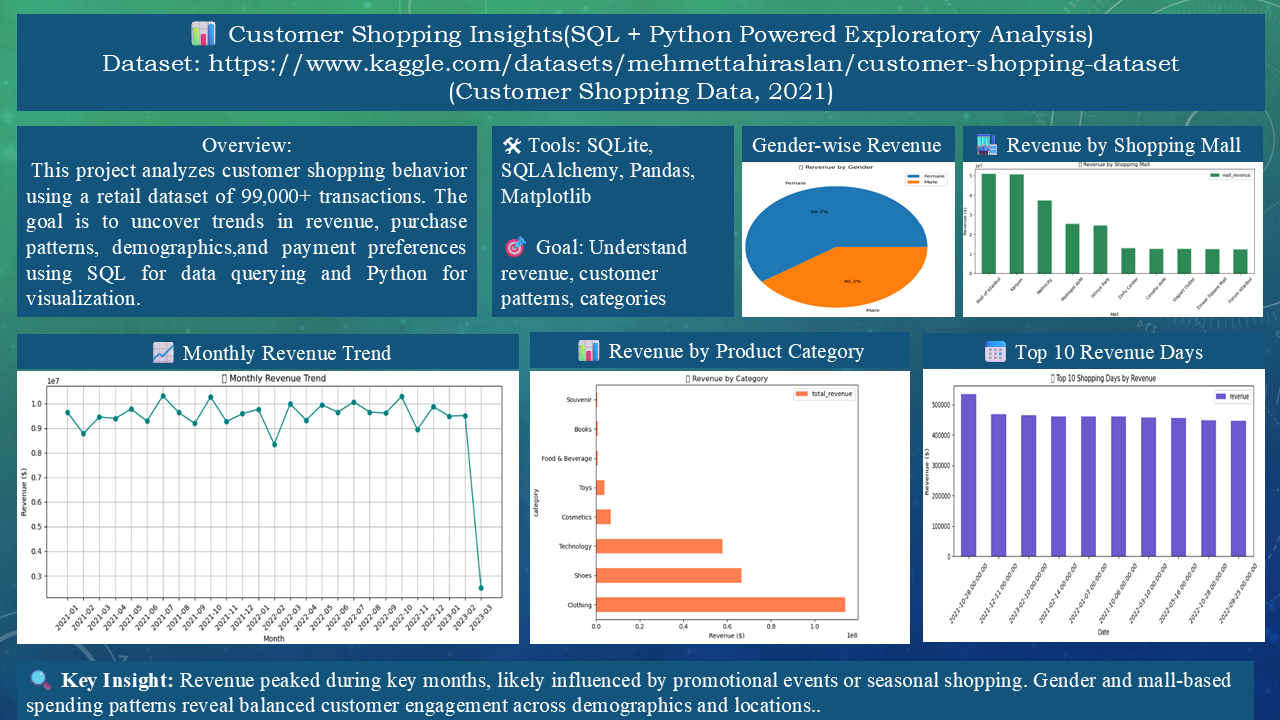 📊 Customer Shopping Insights(SQL + Python Powered Exploratory Analysis)
Dataset: https://www.kaggle.com/datasets/mehmettahiraslan/customer-shopping-dataset
(Customer Shopping Data, 2021)
Overview:
This project analyzes customer shopping behavior
using a retail dataset of 99,000+ transactions. The
goal is to uncover trends in revenue, purchase
patterns, demographics,and payment preferences
using SQL for data querying and Python for
visualization.
🛠 Tools: SQLite,
SQLAlchemy, Pandas,
Matplotlib
🎯 Goal: Understand
revenue, customer
patterns, categories
Gender-wise Revenue
Revenue by Gender
Female
Male
Female
59.7%
40.3%
Male
🏬 Revenue by Shopping Mall
Revenue by Shopping Mall
1e7
mall_revenue
5
4
3
2
1
0
Revenue ($)
Mall of Istanbul
Kanyon
Metrocity
Metropol AVM
Istinye Park
Zorlu Center
Cevahir AVM
Viaport Outlet
Emaar Square Mall
Forum Istanbul
Mall
📈 Monthly Revenue Trend
Monthly Revenue Trend
1e7
1.0
0.9
0.8
0.7
0.6
0.5
0.4
0.3
Revenue ($)
2021-01
2021-02
2021-03
2021-04
2021-05
2021-06
2021-07
2021-08
2021-09
2021-10
2021-11
2021-12
2022-01
2022-02
2022-03
2022-04
2022-05
2022-06
2022-07
2022-08
2022-09
2022-10
2022-11
2022-12
2023-01
2023-02
2023-03
Month
📊 Revenue by Product Category
Revenue by Category
total_revenue
Souvenir
Books
Food & Beverage
Toys
Cosmetics
Technology
Shoes
Clothing
category
0.0 0.2 0.4 0.6 0.8 1.0
1e8
Revenue ($)
📅 Top 10 Revenue Days
Top 10 Shopping Days by Revenue
revenue
500000
400000
300000
200000
100000
0
Revenue ($)
2021-10-28 00:00:00
2021-12-11 00:00:00
2023-02-10 00:00:00
2021-02-14 00:00:00
2022-01-07 00:00:00
2021-10-06 00:00:00
2022-03-10 00:00:00
2022-05-16 00:00:00
2022-10-28 00:00:00
2022-09-25 00:00:00
Date
🔍 Key Insight: Revenue peaked during key months, likely influenced by promotional events or seasonal shopping. Gender and mall-based
spending patterns reveal balanced customer engagement across demographics and locations..